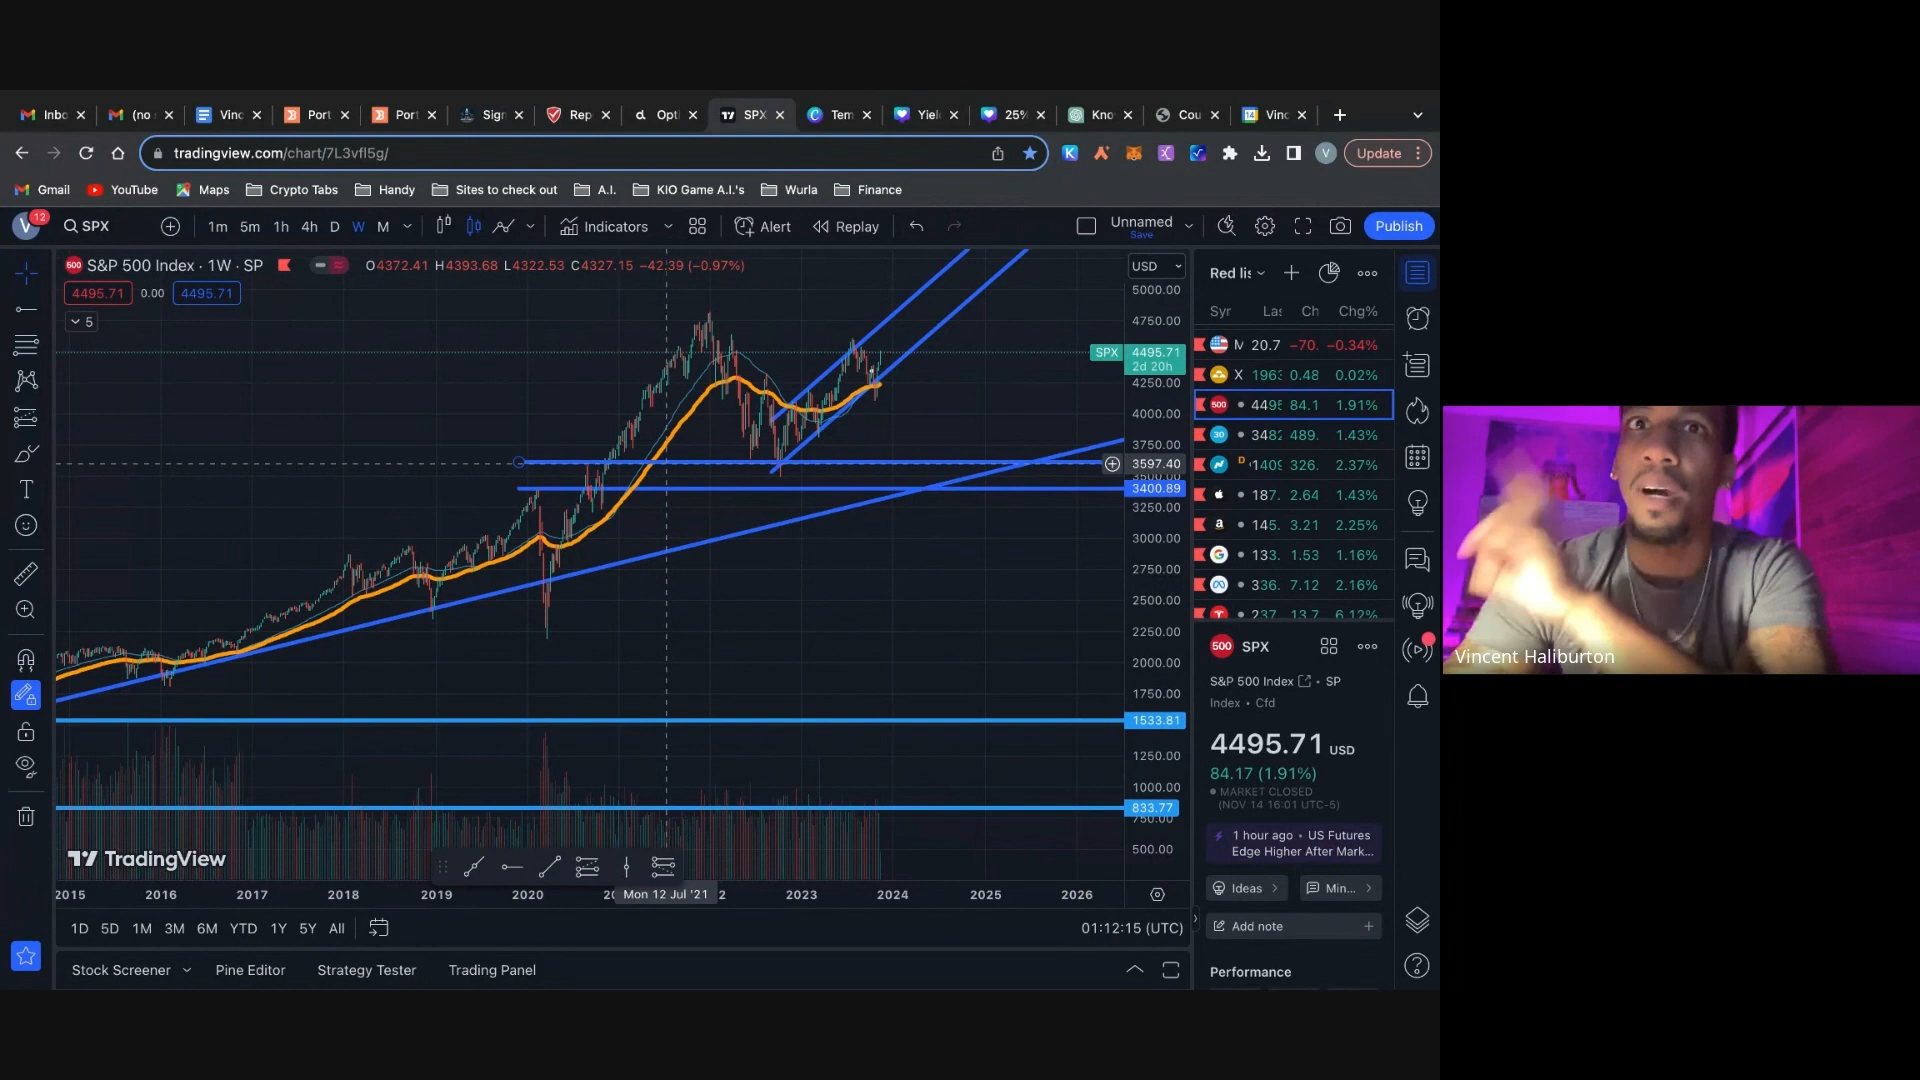 Inbo
(no
Vinc
Port
Port
Sign
Rep
Opti
SPX
Tem
Yiel
25%
Kno
Cou
Vinc
tradingview.com/chart/7L3vfl5g/
V
Update
Gmail
YouTube
Maps
Crypto Tabs
Handy
Sites to check out
A.I.
KIO Game A.I.'s
Wurla
Finance
V 12
SPX
1m 5m 1h 4h D W M
Indicators
Alert
Replay
Unnamed
Save
Publish
500 S&P 500 Index · 1W · SP
O4372.41 H4393.68 L4322.53 C4327.15 −42.39 (−0.97%)
4495.71 0.00 4495.71
5
USD
5000.00
4750.00
SPX 4495.71
2d 20h
4250.00
4000.00
3750.00
3597.40
3400.89
3250.00
3000.00
2750.00
2500.00
2250.00
2000.00
1750.00
1533.81
1250.00
1000.00
833.77
750.00
500.00
TradingView
2015 2016 2017 2018 2019 2020 Mon 12 Jul '21 2 2023 2024 2025 2026
1D 5D 1M 3M 6M YTD 1Y 5Y All
01:12:15 (UTC)
Stock Screener
Pine Editor
Strategy Tester
Trading Panel
Red lis
Syr Las Ch Chg%
M 20.7 −70. −0.34%
X 1963 0.48 0.02%
500 4495 84.1 1.91%
30 3482 489. 1.43%
D 1409 326. 2.37%
187. 2.64 1.43%
a 145. 3.21 2.25%
133. 1.53 1.16%
336. 7.12 2.16%
237. 13.7 6.12%
500 SPX
S&P 500 Index · SP
Index · Cfd
4495.71 USD
84.17 (1.91%)
MARKET CLOSED
(NOV 14 16:01 UTC-5)
1 hour ago · US Futures
Edge Higher After Mark...
Ideas
Min...
Add note
Performance
Vincent Haliburton